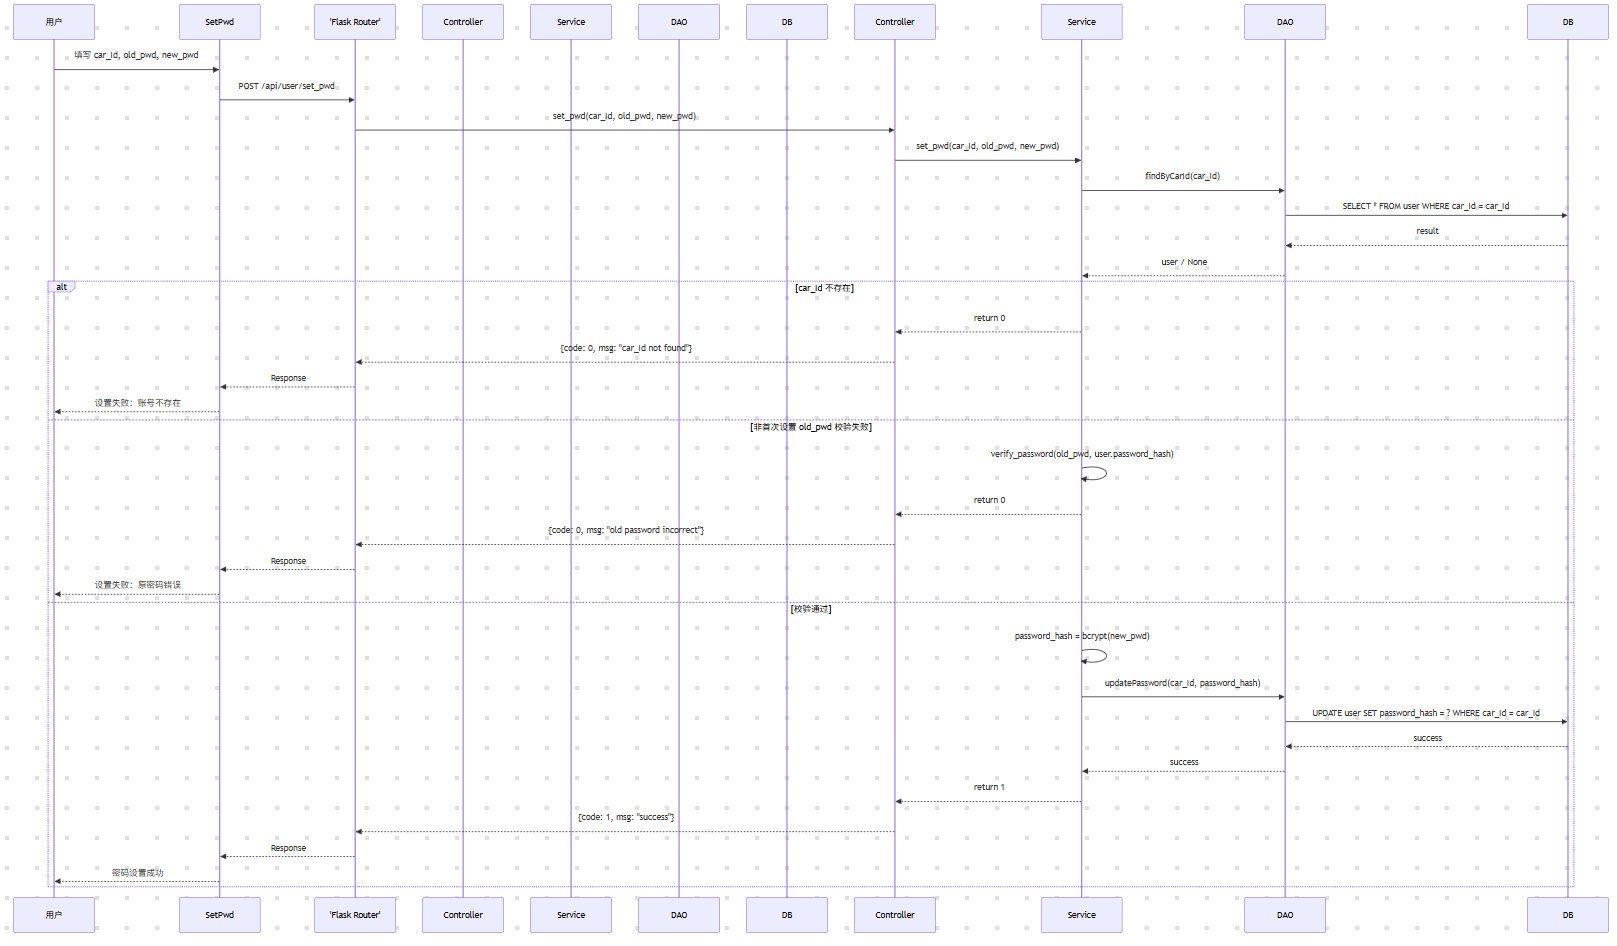 用户
SetPwd
'Flask Router'
Controller
Service
DAO
DB
Controller
Service
DAO
DB
填写 car_id, old_pwd, new_pwd
POST /api/user/set_pwd
set_pwd(car_id, old_pwd, new_pwd)
set_pwd(car_id, old_pwd, new_pwd)
findByCarId(car_id)
SELECT * FROM user WHERE car_id = car_id
result
user / None
alt
[car_id 不存在]
return 0
{code: 0, msg: "car_id not found"}
Response
设置失败：账号不存在
[非首次设置 old_pwd 校验失败]
verify_password(old_pwd, user.password_hash)
return 0
{code: 0, msg: "old password incorrect"}
Response
设置失败：原密码错误
[校验通过]
password_hash = bcrypt(new_pwd)
updatePassword(car_id, password_hash)
UPDATE user SET password_hash = ? WHERE car_id = car_id
success
success
return 1
{code: 1, msg: "success"}
Response
密码设置成功
用户
SetPwd
'Flask Router'
Controller
Service
DAO
DB
Controller
Service
DAO
DB